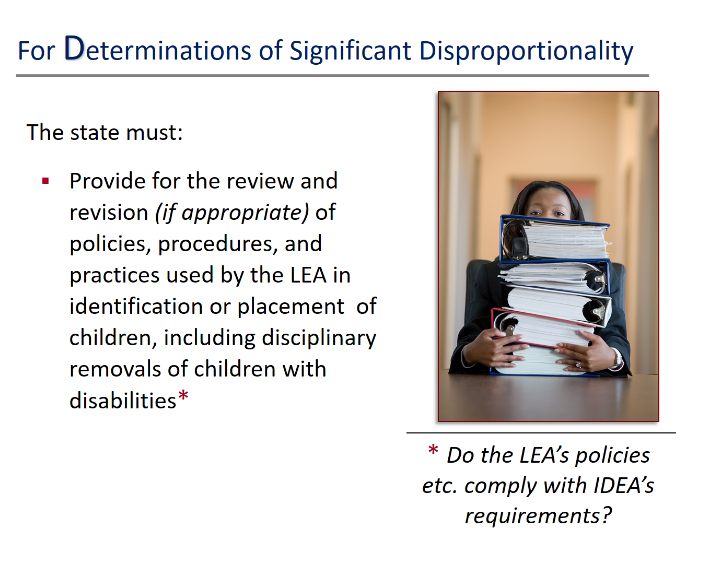 For Determinations of Significant Disproportionality
The state must:
▪ Provide for the review and
revision (if appropriate) of
policies, procedures, and
practices used by the LEA in
identification or placement of
children, including disciplinary
removals of children with
disabilities*
* Do the LEA’s policies
etc. comply with IDEA’s
requirements?